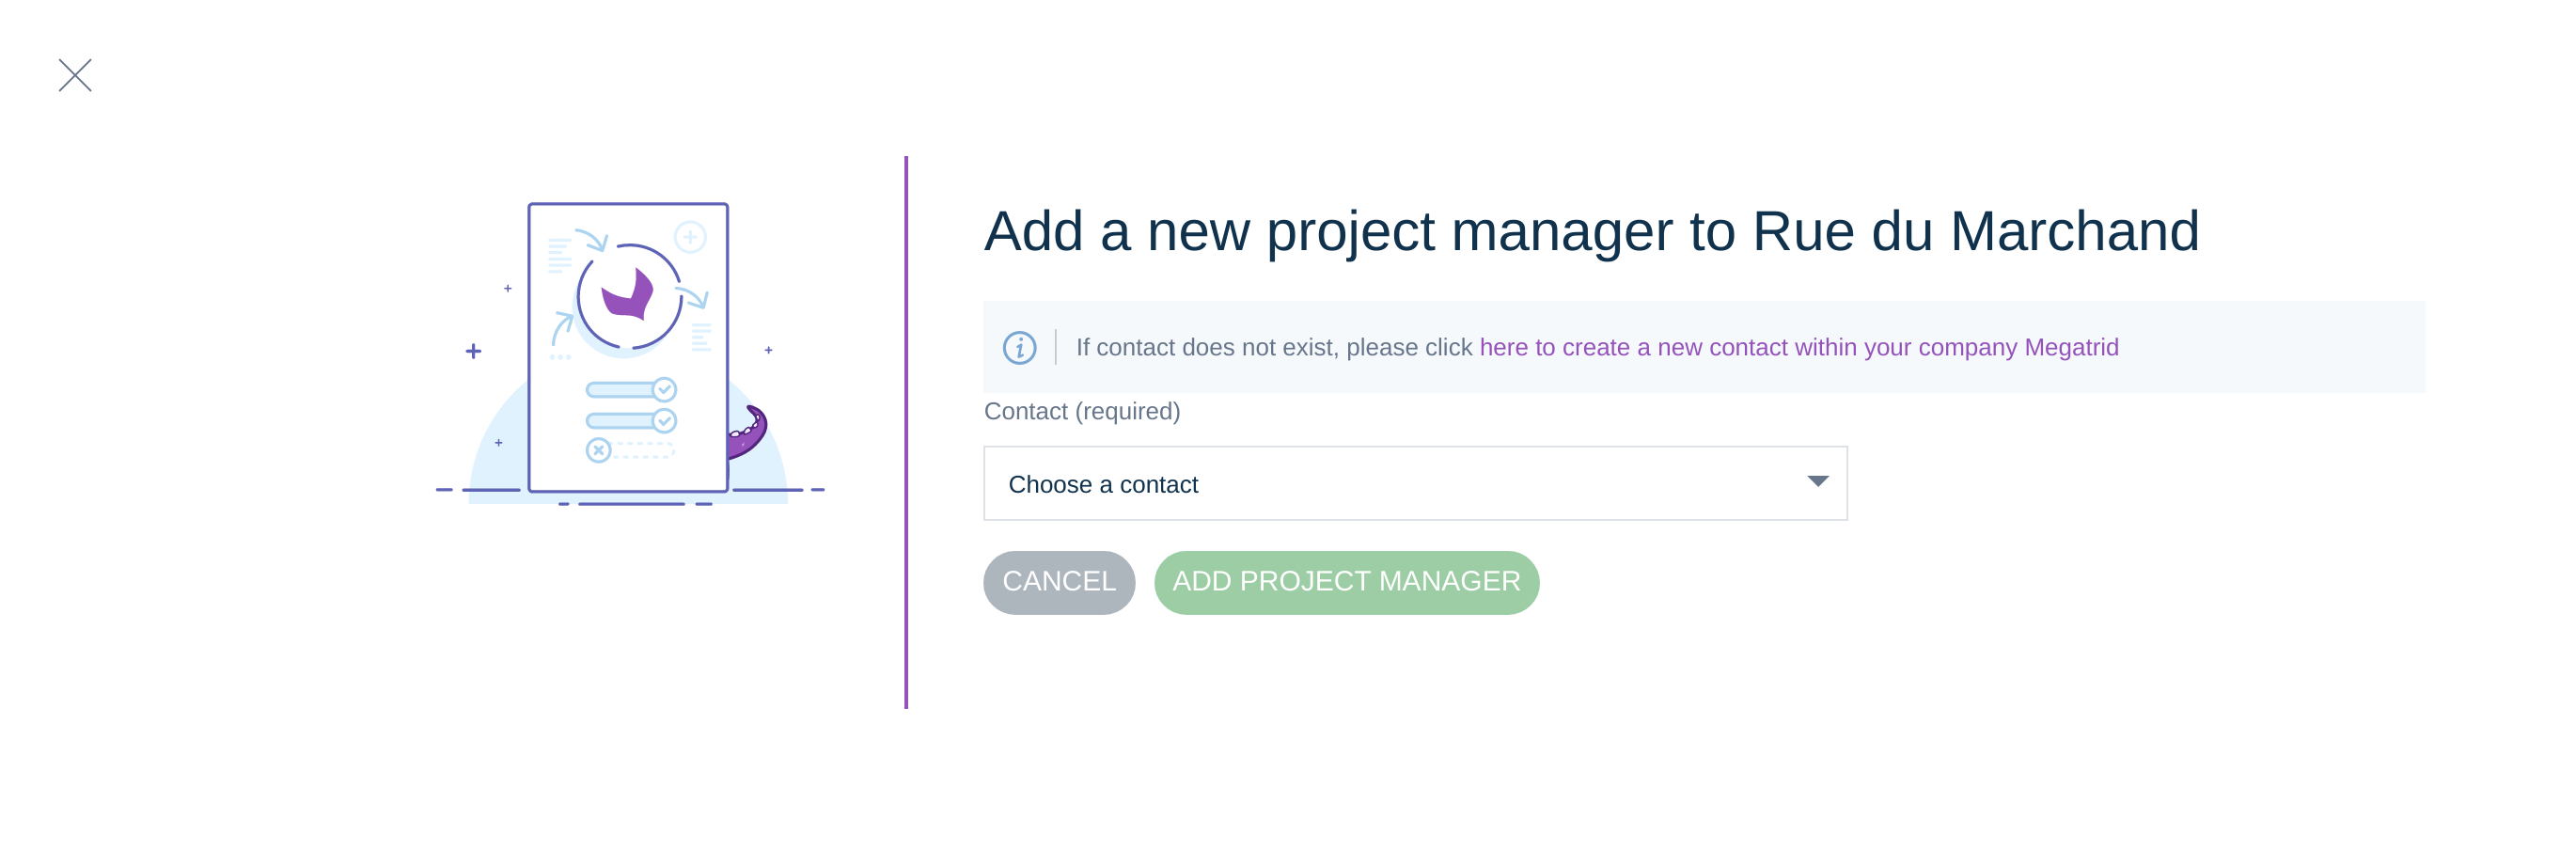 Add a new project manager to Rue du Marchand
If contact does not exist, please click here to create a new contact within your company Megatrid
Contact (required)
Choose a contact
CANCEL
ADD PROJECT MANAGER